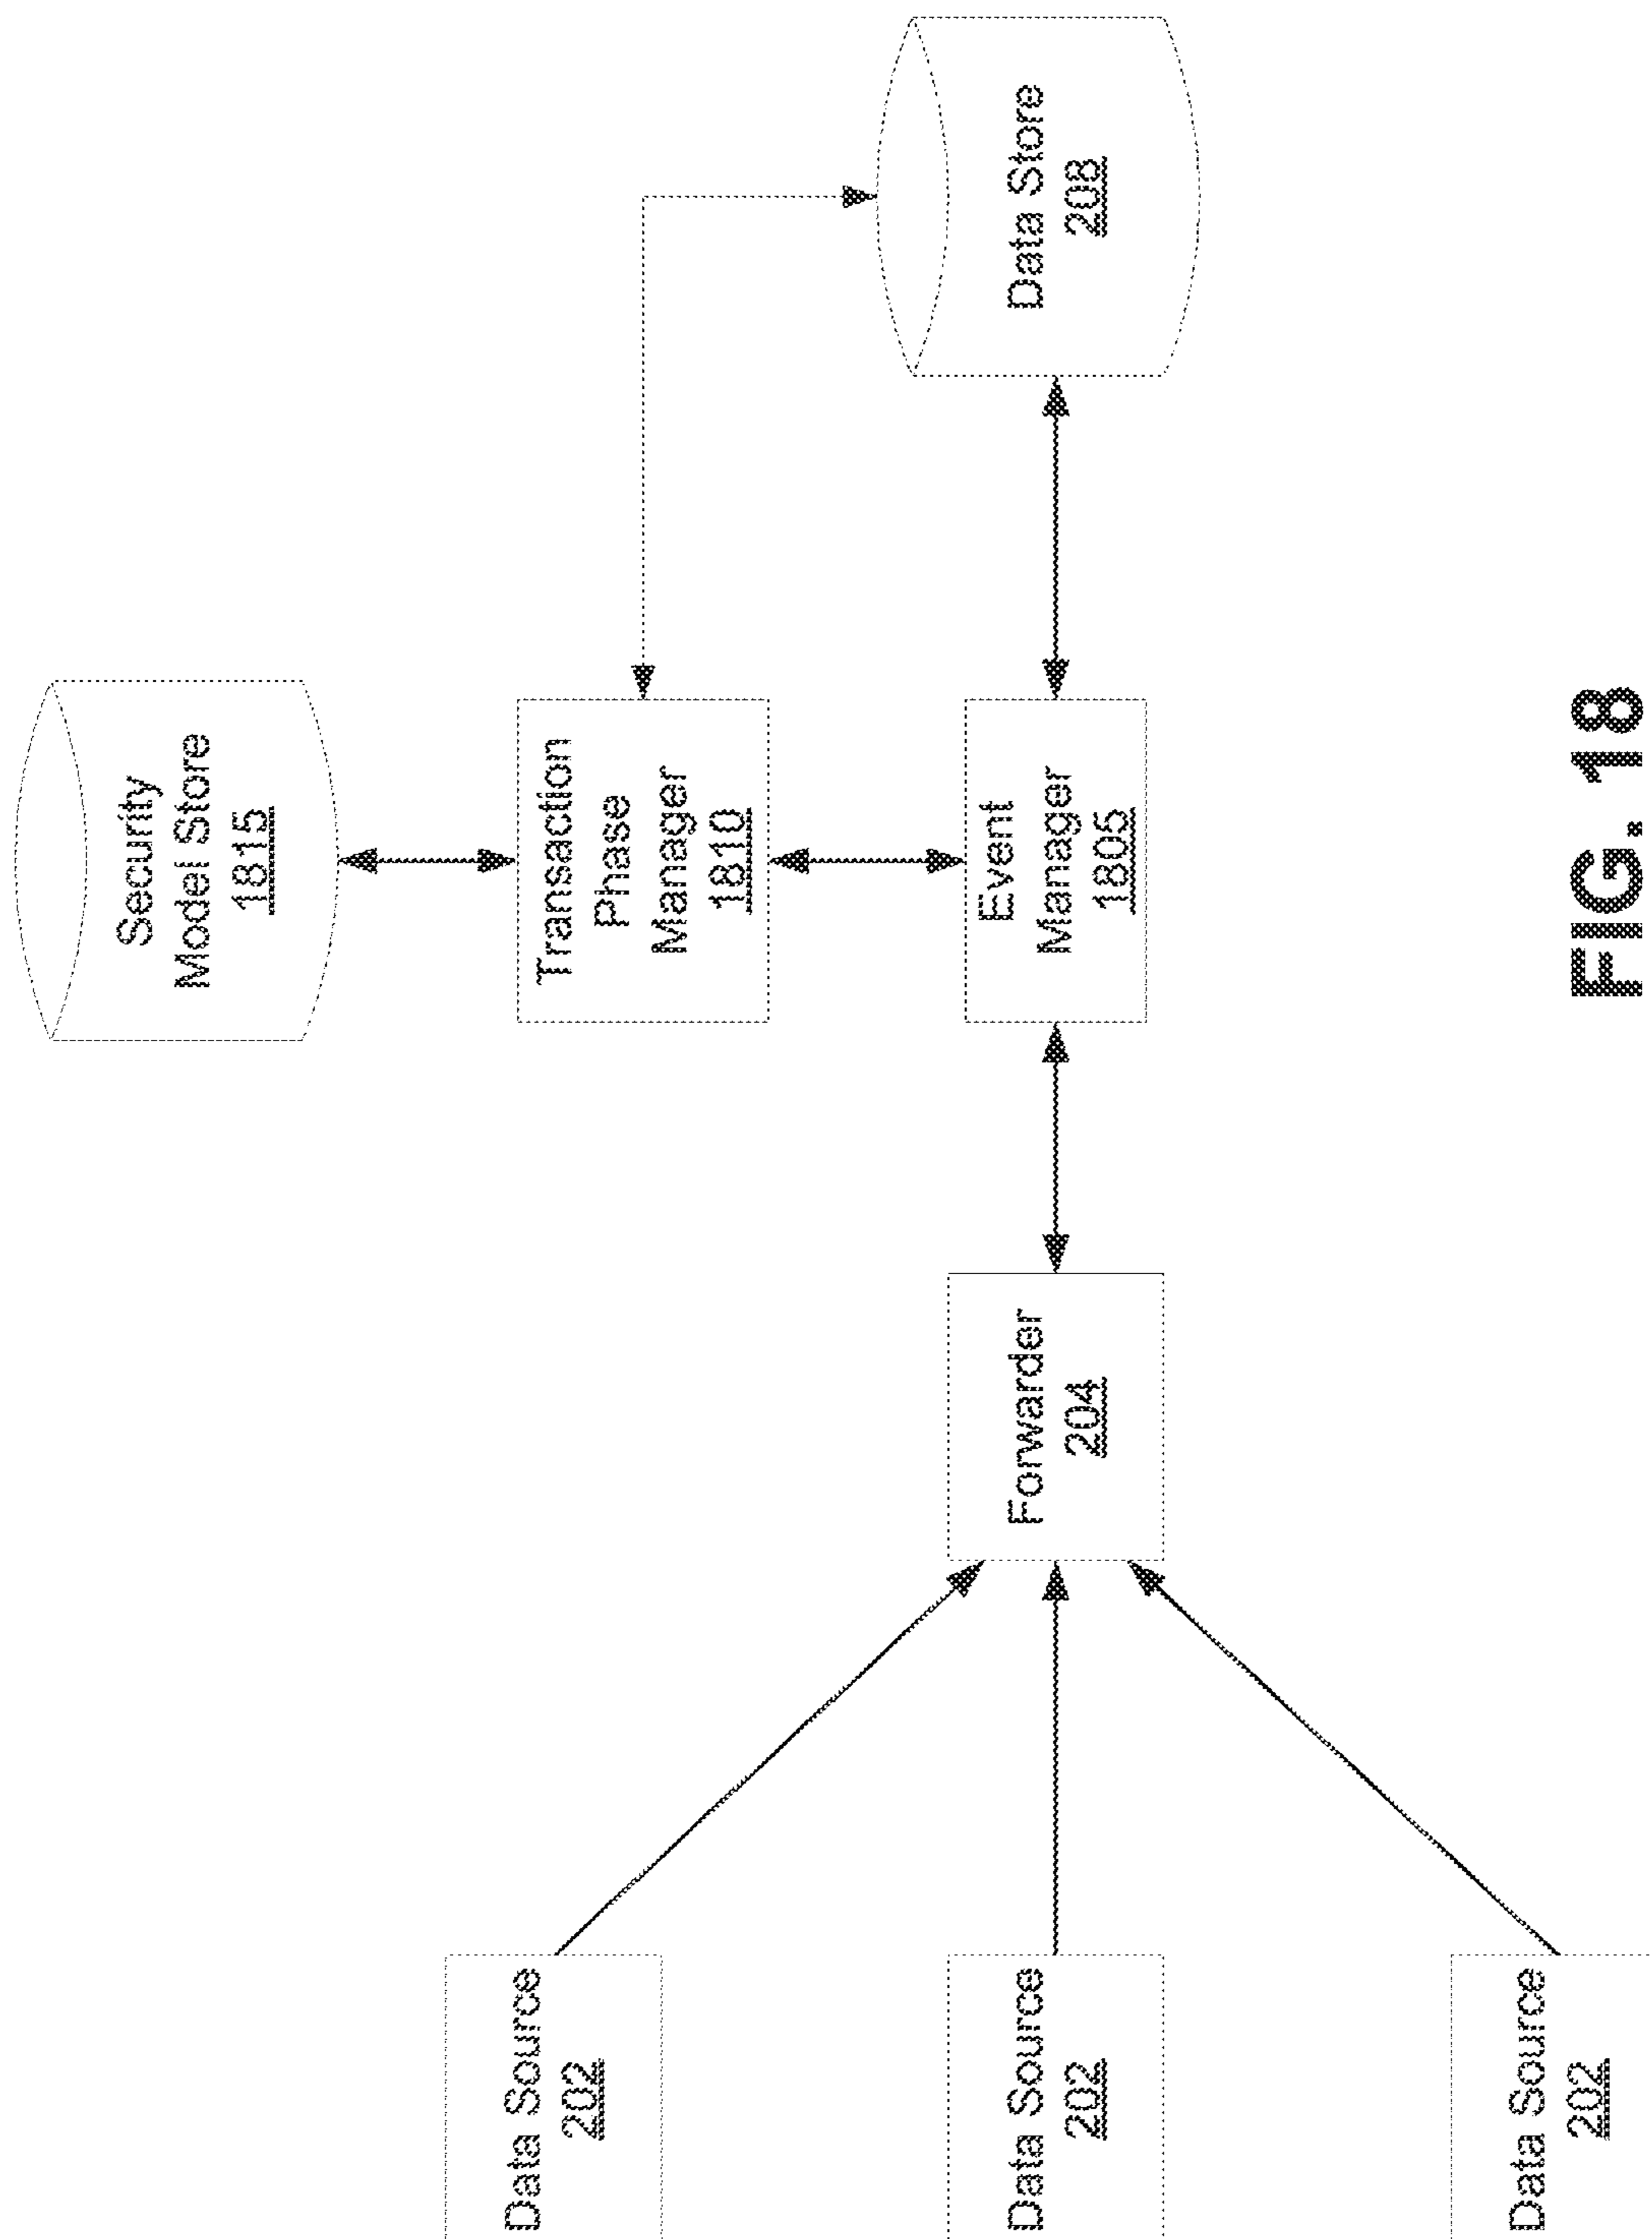 Security
Model Store
1815
Transaction
Phase
Manager
1810
Data Source
202
Data Source
202
Forwarder
204
Event
Manager
1805
Data Store
208
Data Source
202
FIG. 18